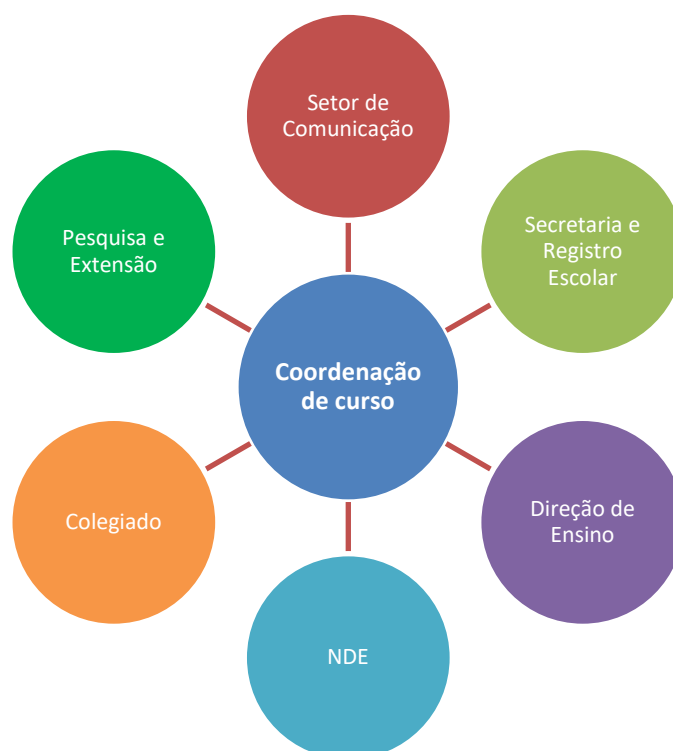 Setor de
Comunicação
Pesquisa e
Extensão
Secretaria e
Registro
Escolar
Coordenação
de curso
Colegiado
Direção de
Ensino
NDE